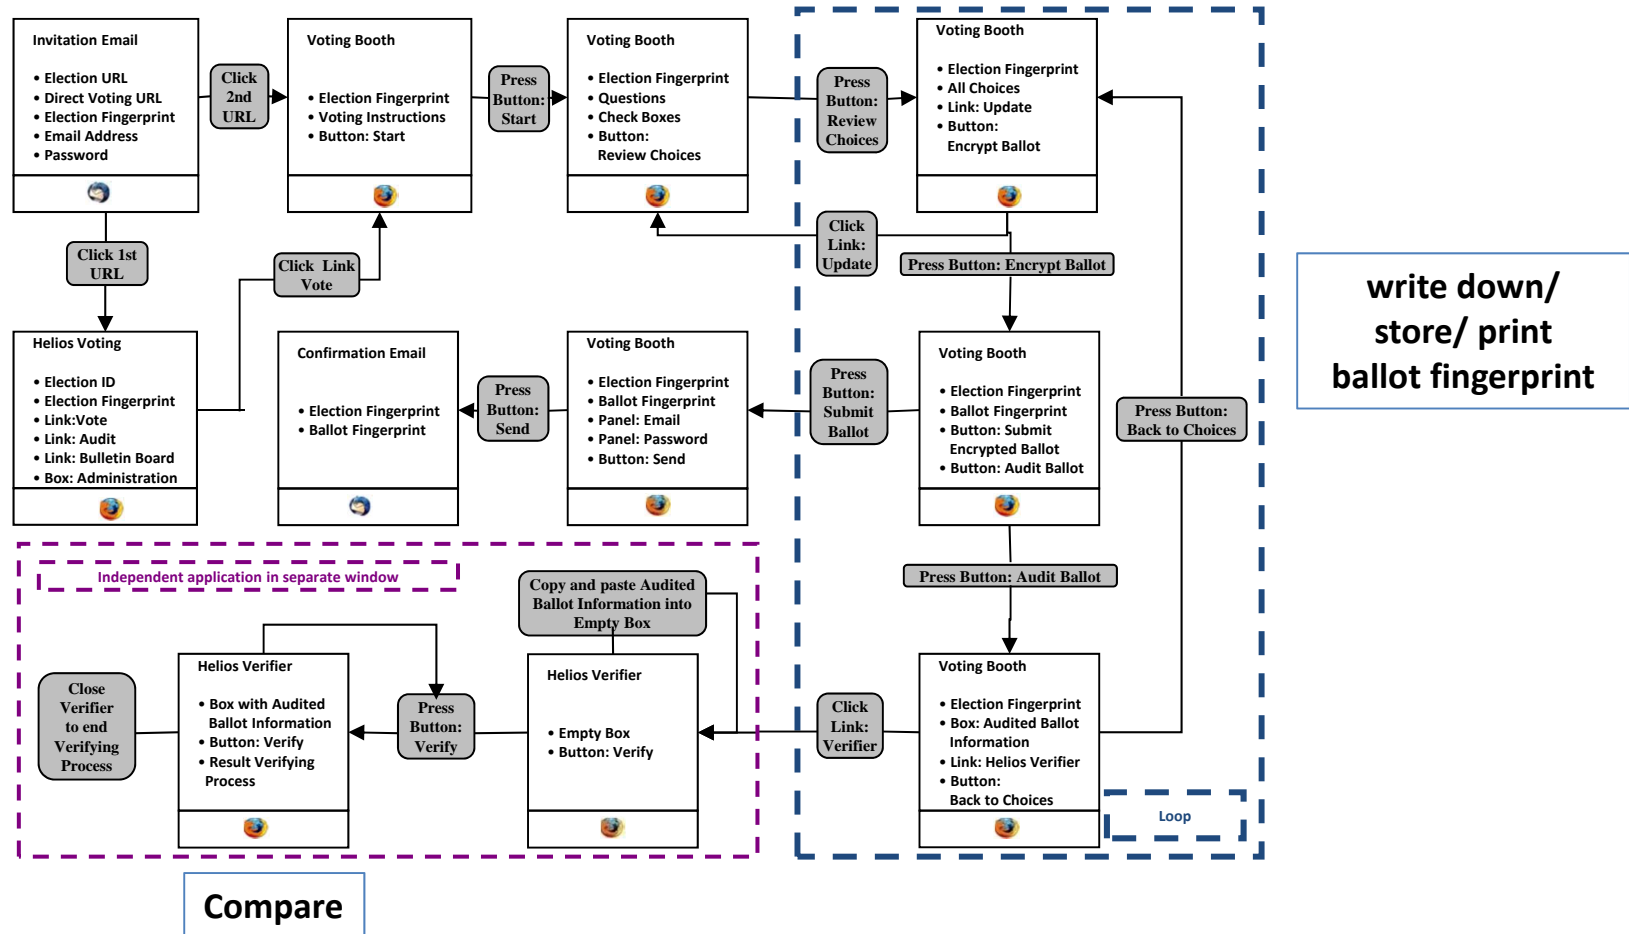 Invitation Email
• Election URL
• Direct Voting URL
• Election Fingerprint
• Email Address
• Password
Click
2nd
URL
Voting Booth
• Election Fingerprint
• Voting Instructions
• Button: Start
Press
Button:
Start
Voting Booth
• Election Fingerprint
• Questions
• Check Boxes
• Button:
Review Choices
Press
Button:
Review
Choices
Voting Booth
• Election Fingerprint
• All Choices
• Link: Update
• Button:
Encrypt Ballot
Click 1st
URL
Click Link
Vote
Click
Link:
Update
Press Button: Encrypt Ballot
write down/
store/ print
ballot fingerprint
Helios Voting
• Election ID
• Election Fingerprint
• Link:Vote
• Link: Audit
• Link: Bulletin Board
• Box: Administration
Confirmation Email
• Election Fingerprint
• Ballot Fingerprint
Press
Button:
Send
Voting Booth
• Election Fingerprint
• Ballot Fingerprint
• Panel: Email
• Panel: Password
• Button: Send
Press
Button:
Submit
Ballot
Voting Booth
• Election Fingerprint
• Ballot Fingerprint
• Button: Submit
Encrypted Ballot
• Button: Audit Ballot
Press Button:
Back to Choices
Independent application in separate window
Copy and paste Audited
Ballot Information into
Empty Box
Press Button: Audit Ballot
Close
Verifier
to end
Verifying
Process
Helios Verifier
• Box with Audited
Ballot Information
• Button: Verify
• Result Verifying
Process
Press
Button:
Verify
Helios Verifier
• Empty Box
• Button: Verify
Click
Link:
Verifier
Voting Booth
• Election Fingerprint
• Box: Audited Ballot
Information
• Link: Helios Verifier
• Button:
Back to Choices
Loop
Compare